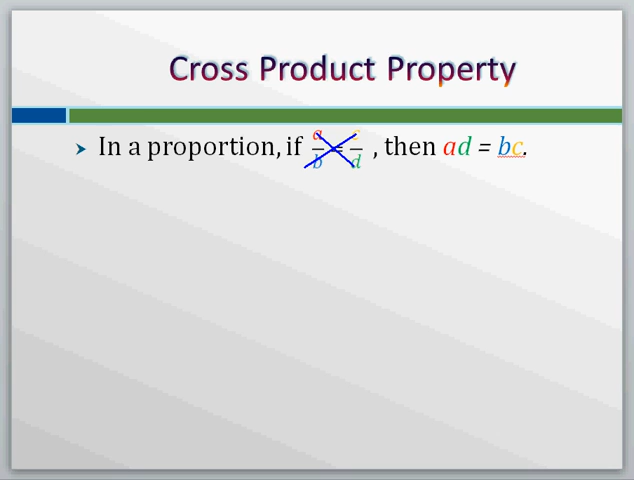 Cross Product Property
In a proportion, if a/b = c/d , then ad = bc.